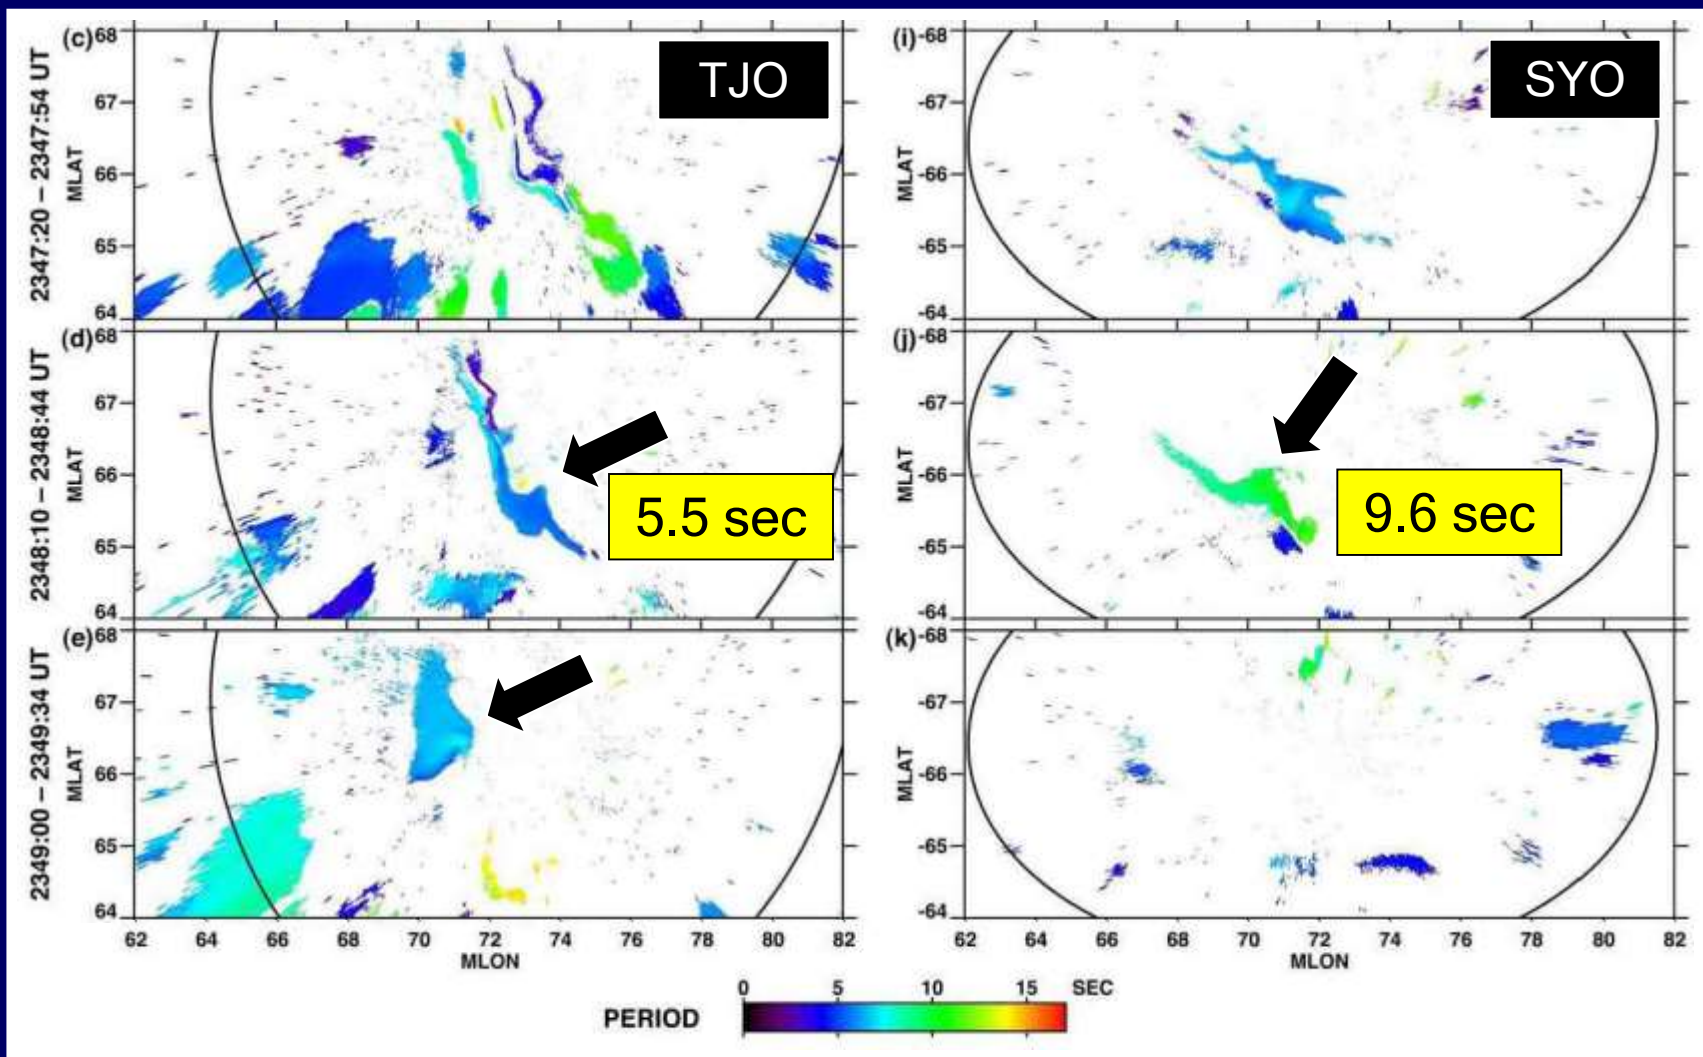 2347:20 – 2347:54 UT
(c)
MLAT
68
67
66
65
64
TJO
(i)
MLAT
-68
-67
-66
-65
-64
SYO
2348:10 – 2348:44 UT
(d)
MLAT
68
67
66
65
64
5.5 sec
(j)
MLAT
-68
-67
-66
-65
-64
9.6 sec
2349:00 – 2349:34 UT
(e)
MLAT
68
67
66
65
64
(k)
MLAT
-68
-67
-66
-65
-64
62 64 66 68 70 72 74 76 78 80 82
MLON
62 64 66 68 70 72 74 76 78 80 82
MLON
0 5 10 15 SEC
PERIOD